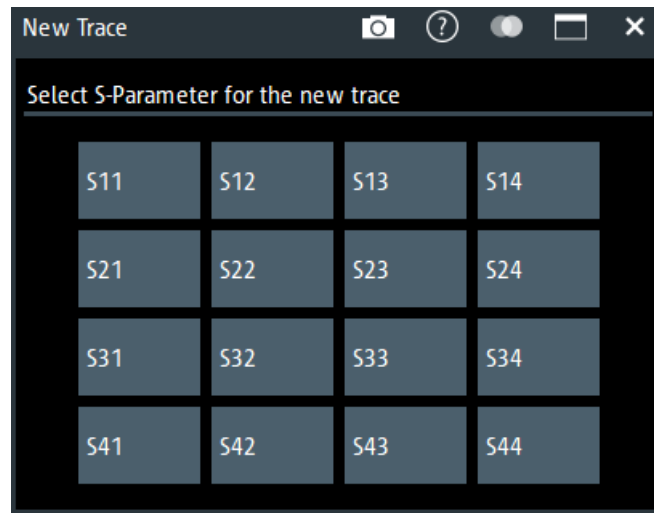 New Trace
Select S-Parameter for the new trace
S11 S12 S13 S14
S21 S22 S23 S24
S31 S32 S33 S34
S41 S42 S43 S44